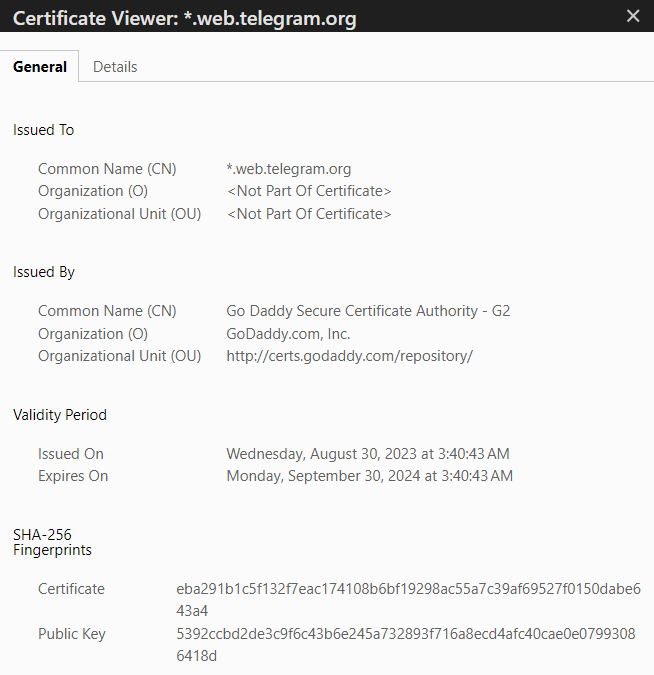 Certificate Viewer: *.web.telegram.org
General
Details
Issued To
Common Name (CN) *.web.telegram.org
Organization (O) <Not Part Of Certificate>
Organizational Unit (OU) <Not Part Of Certificate>
Issued By
Common Name (CN) Go Daddy Secure Certificate Authority - G2
Organization (O) GoDaddy.com, Inc.
Organizational Unit (OU) http://certs.godaddy.com/repository/
Validity Period
Issued On Wednesday, August 30, 2023 at 3:40:43 AM
Expires On Monday, September 30, 2024 at 3:40:43 AM
SHA-256
Fingerprints
Certificate eba291b1c5f132f7eac174108b6bf19298ac55a7c39af69527f0150dabe6
43a4
Public Key 5392ccbd2de3c9f6c43b6e245a732893f716a8ecd4afc40cae0e0799308
6418d